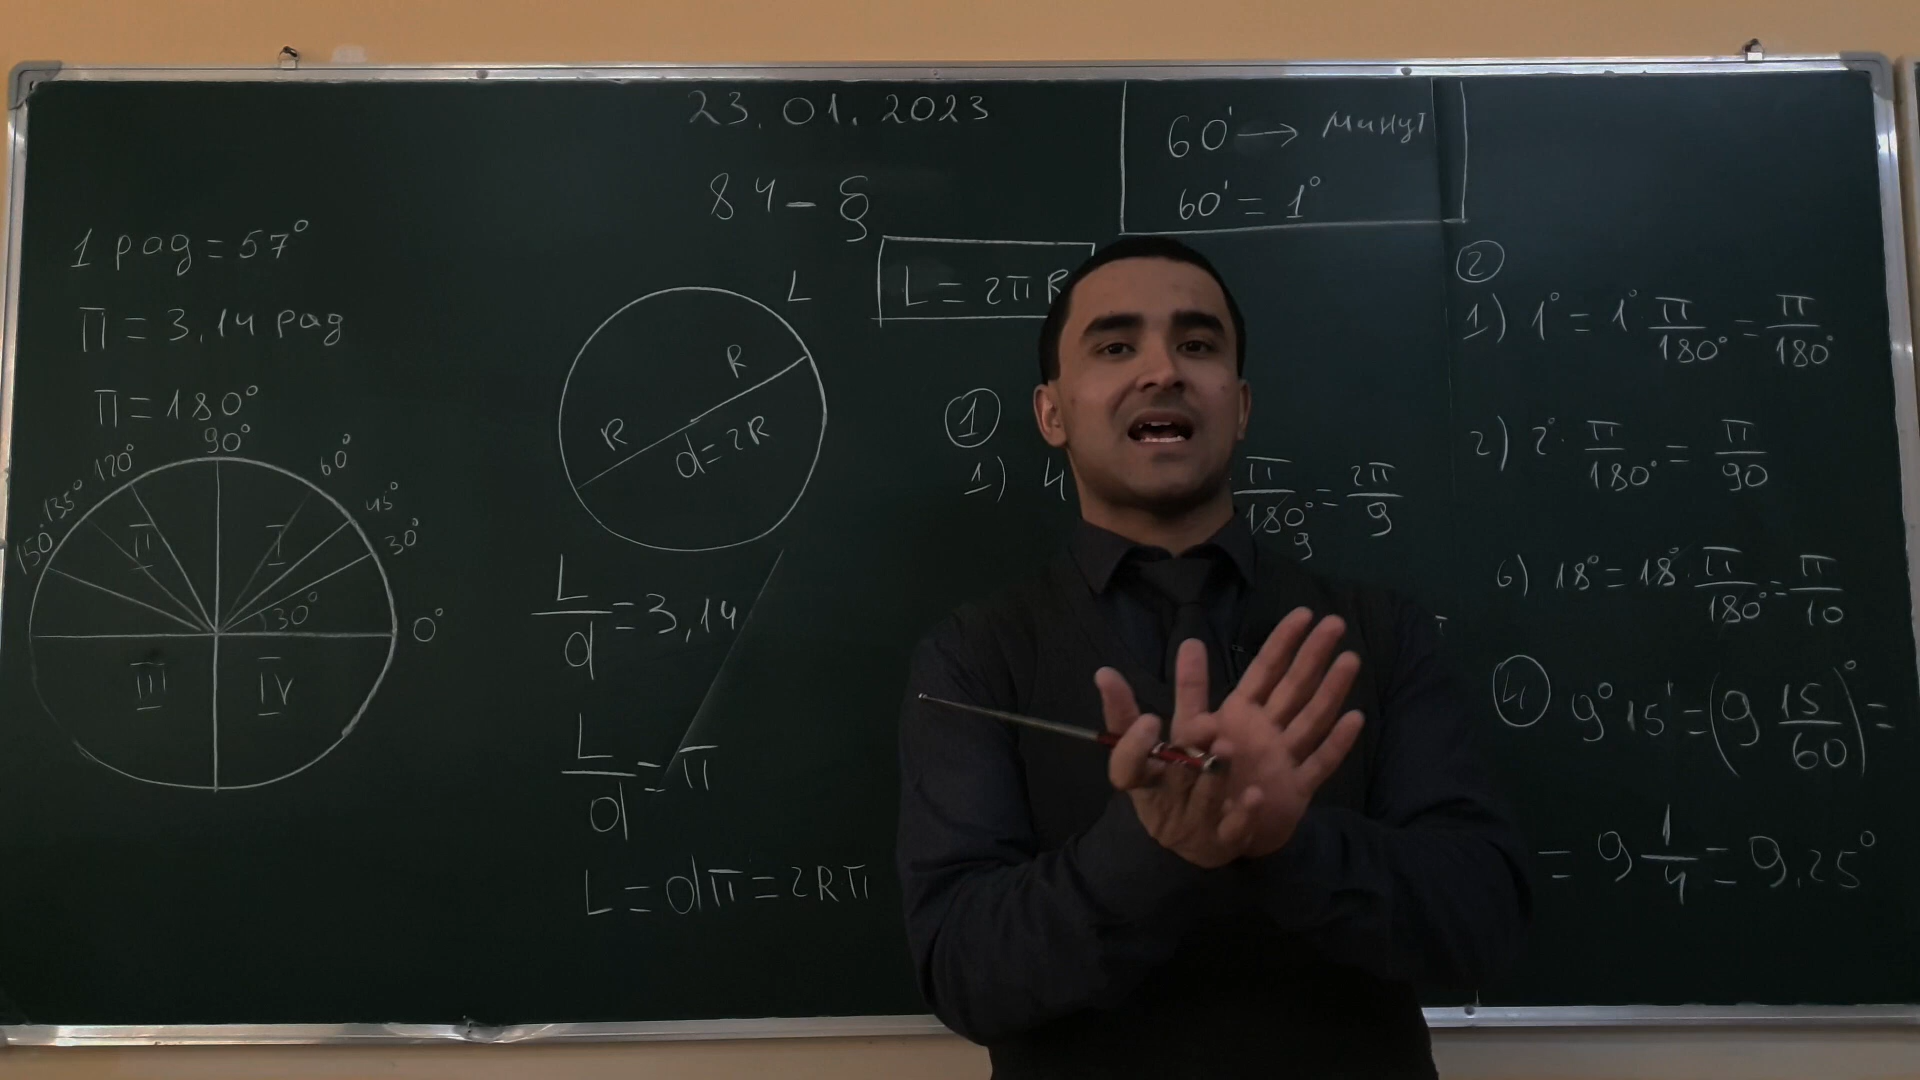 23.01.2023
84-§
60' → минут
60' = 1°
1 рад = 57°
π = 3,14 рад
π = 180°
90°
120°
60°
135°
45°
150°
30°
II
I
30°
0°
III
IV
L
R
R
d=2R
L/d = 3,14
L/d = π
L = dπ = 2Rπ
L = 2πR
①
1) 4
π/180° = 2π/9
9
②
1) 1° = 1° π/180° = π/180°
2) 2° · π/180° = π/90
6) 18° = 18° · π/180° = π/10
④ 9°15' = (9 15/60)° =
= 9 1/4 = 9,25°